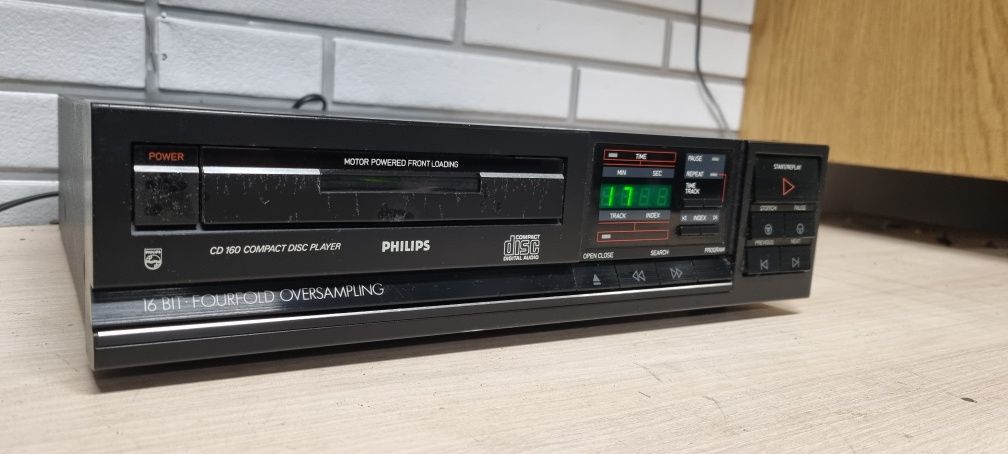 POWER
MOTOR POWERED FRONT LOADING
CD 160 COMPACT DISC PLAYER
PHILIPS
COMPACT
disc
DIGITAL AUDIO
16 BIT · FOURFOLD OVERSAMPLING
TIME
MIN SEC
17
TRACK INDEX
PAUSE
REPEAT
TIME
TRACK
INDEX
OPEN CLOSE SEARCH PROGRAM
START/REPLAY
STOP/CM PAUSE
PREVIOUS NEXT